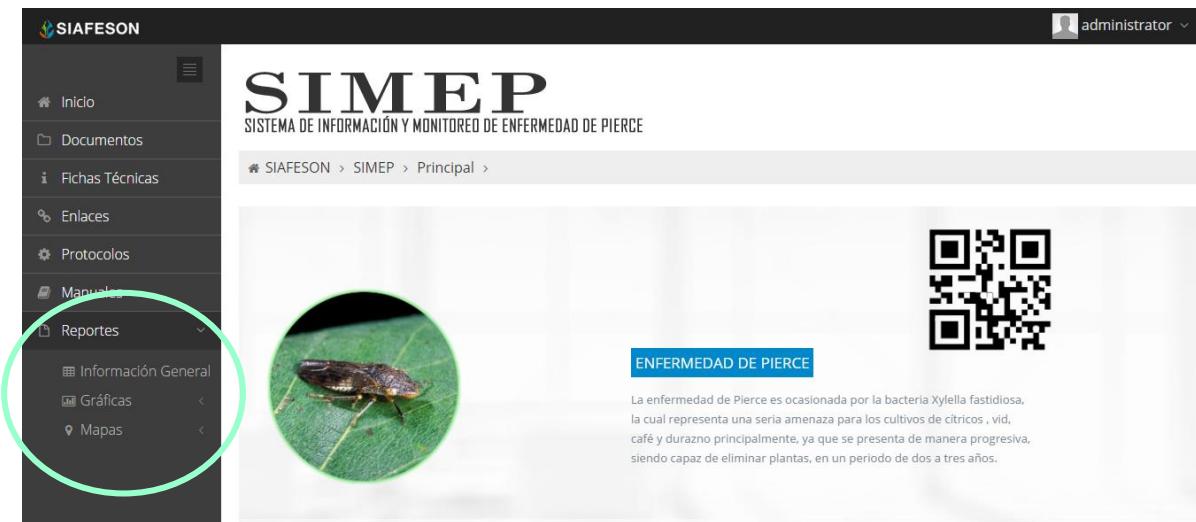 SIAFESON
administrator
Inicio
Documentos
Fichas Técnicas
Enlaces
Protocolos
Manuales
Reportes
Información General
Gráficas
Mapas
SIMEP
SISTEMA DE INFORMACIÓN Y MONITOREO DE ENFERMEDAD DE PIERCE
SIAFESON > SIMEP > Principal >
ENFERMEDAD DE PIERCE
La enfermedad de Pierce es ocasionada por la bacteria Xylella fastidiosa,
la cual representa una seria amenaza para los cultivos de cítricos , vid,
café y durazno principalmente, ya que se presenta de manera progresiva,
siendo capaz de eliminar plantas, en un periodo de dos a tres años.